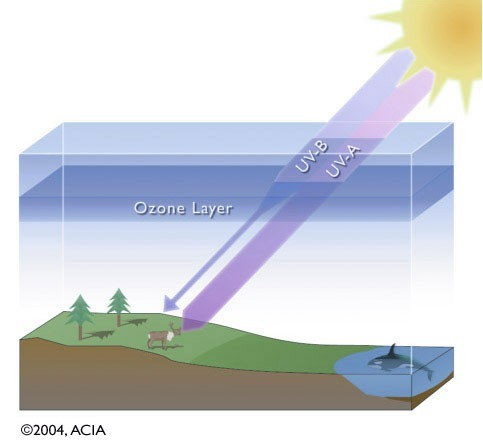 UV-B
UV-A
Ozone Layer
©2004, ACIA